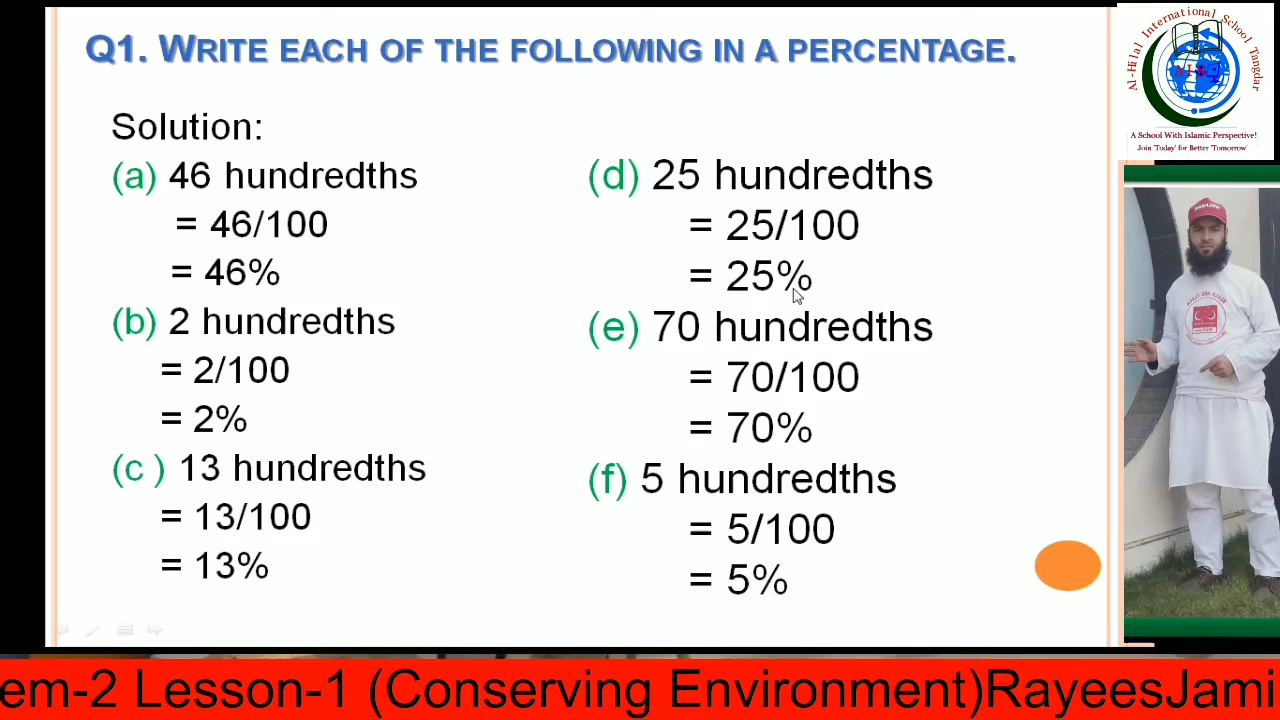 Q1. WRITE EACH OF THE FOLLOWING IN A PERCENTAGE.
Solution:
(a) 46 hundredths
= 46/100
= 46%
(b) 2 hundredths
= 2/100
= 2%
(c ) 13 hundredths
= 13/100
= 13%
(d) 25 hundredths
= 25/100
= 25%
(e) 70 hundredths
= 70/100
= 70%
(f) 5 hundredths
= 5/100
= 5%
Al-Hilal International School Tangdar
AIS
A School With Islamic Perspective!
Join 'Today' for Better 'Tomorrow'
em-2 Lesson-1 (Conserving Environment)RayeesJami